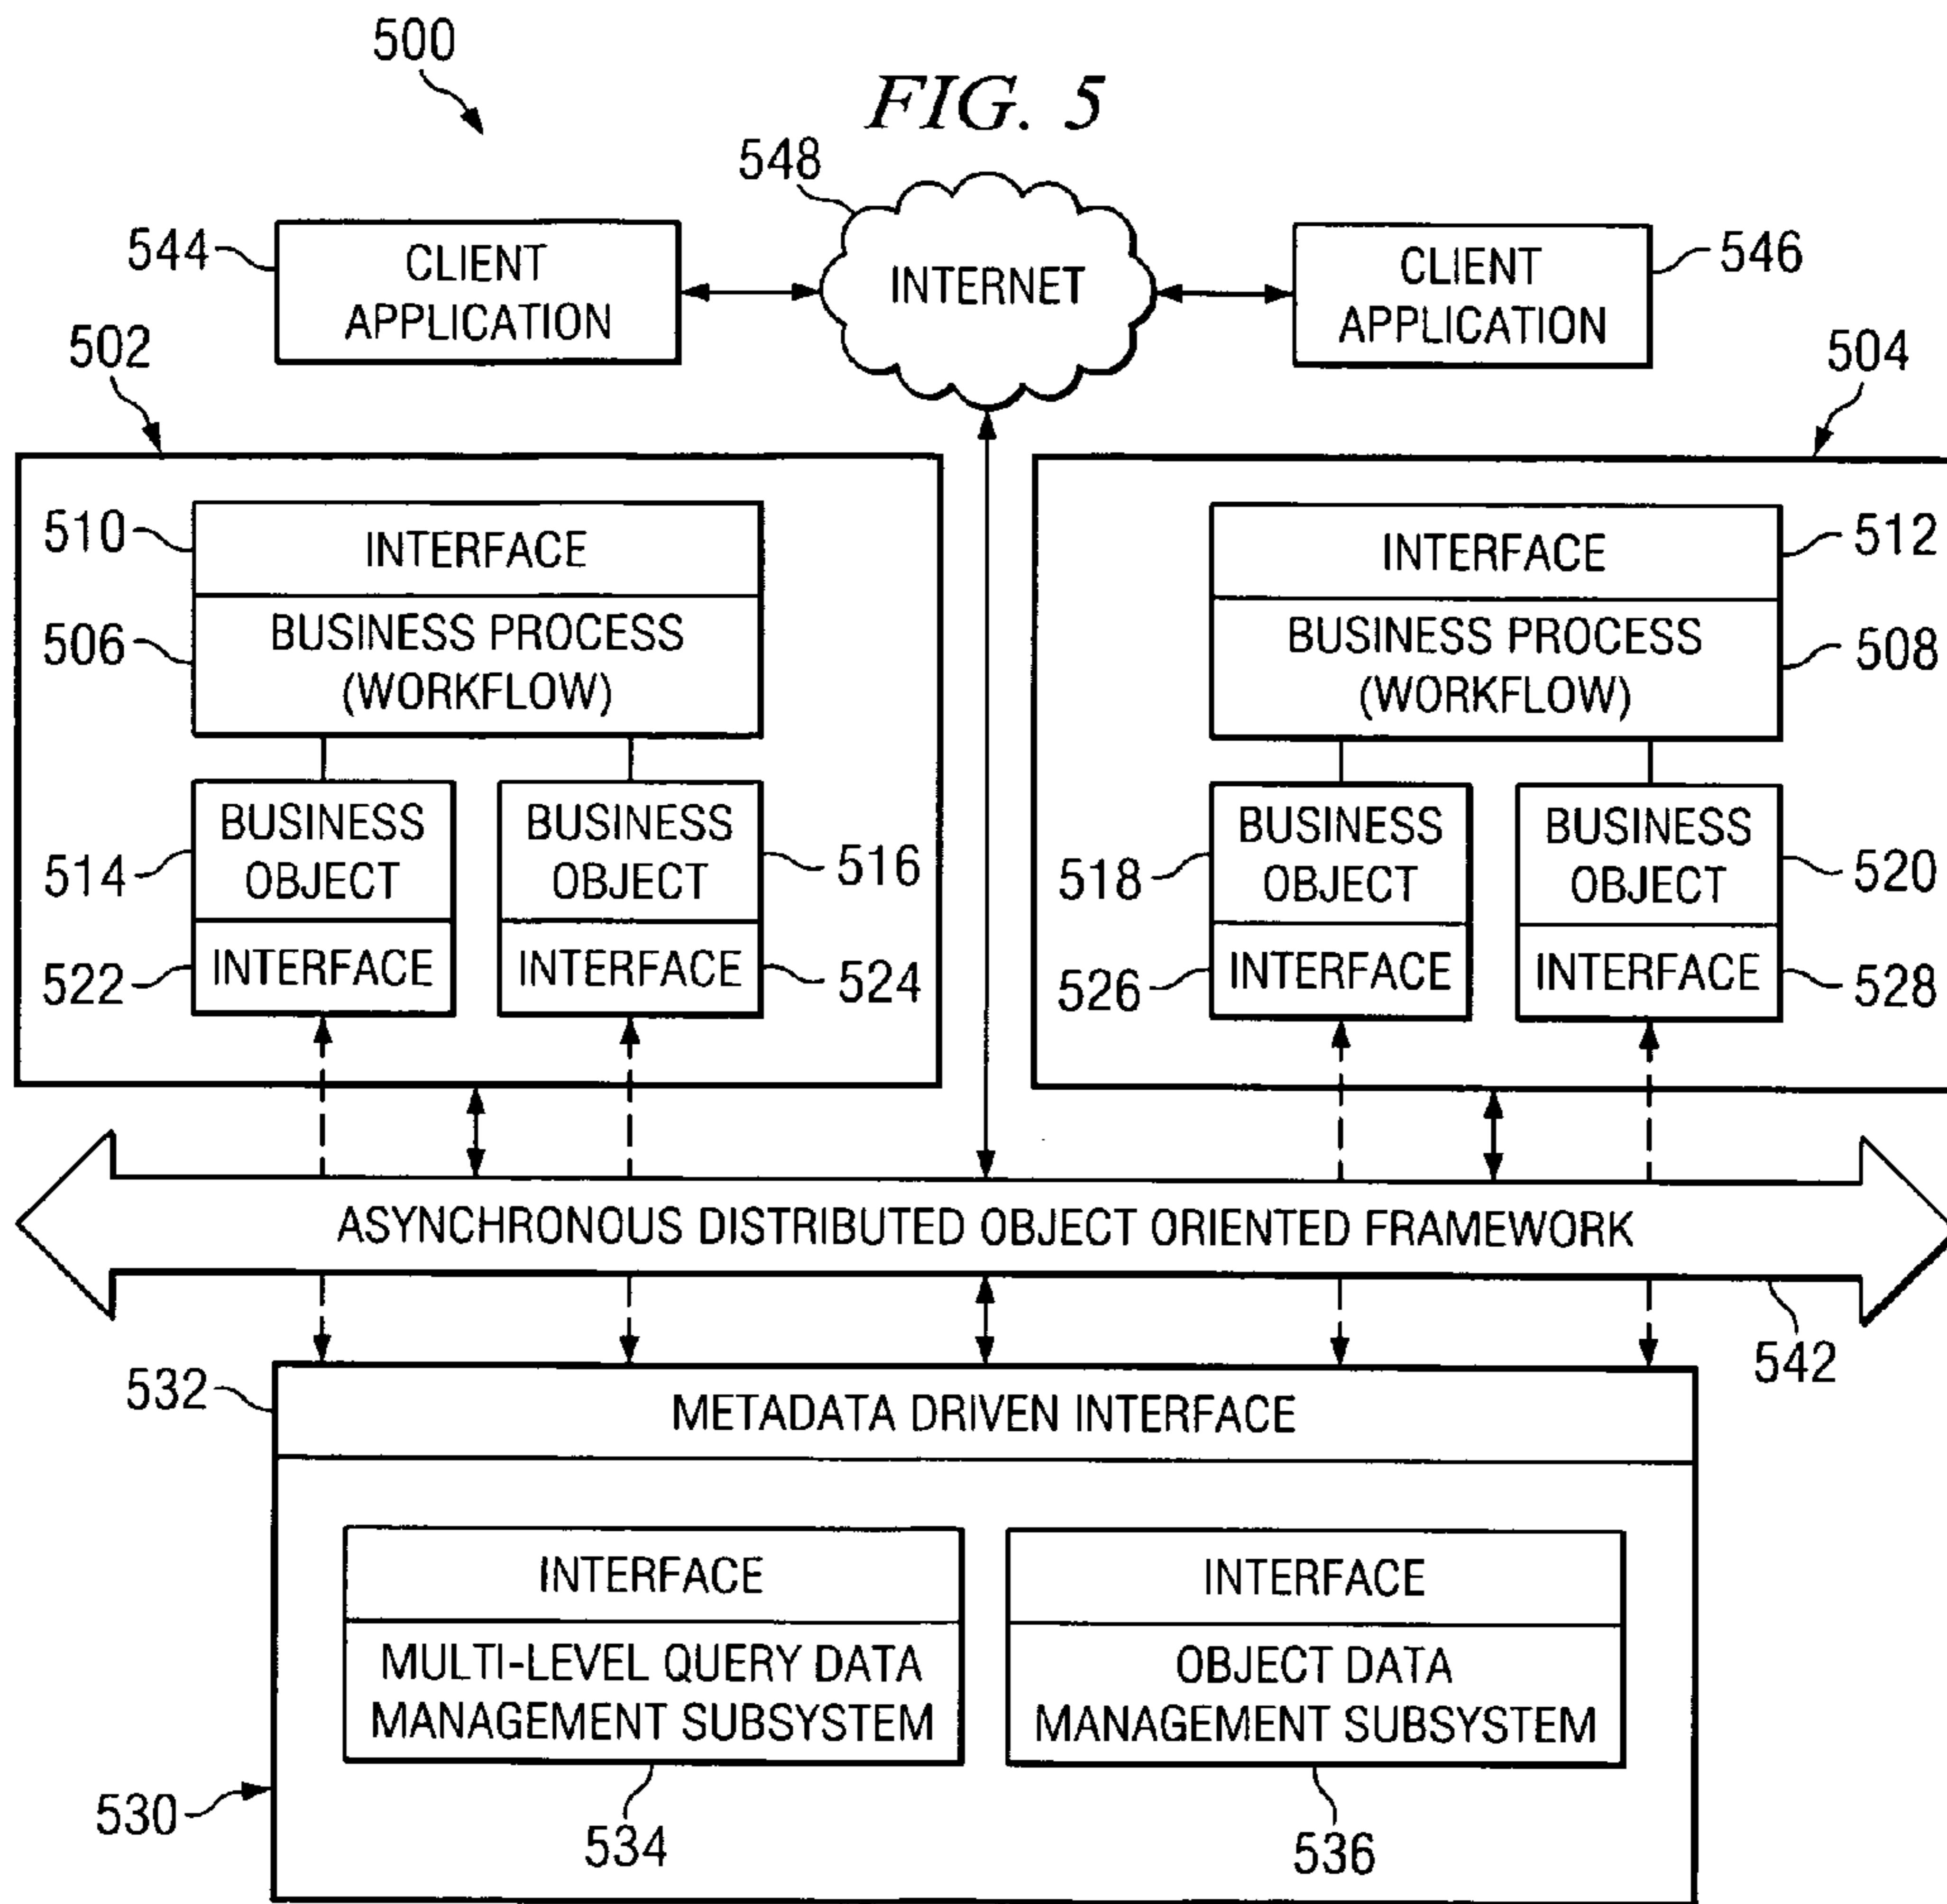 500
FIG. 5
548
544
CLIENT
APPLICATION
INTERNET
CLIENT
APPLICATION
546
502
504
510
INTERFACE
506
BUSINESS PROCESS
(WORKFLOW)
514
BUSINESS
OBJECT
BUSINESS
OBJECT
516
522
INTERFACE
INTERFACE
524
INTERFACE
512
BUSINESS PROCESS
(WORKFLOW)
508
518
BUSINESS
OBJECT
BUSINESS
OBJECT
520
526
INTERFACE
INTERFACE
528
ASYNCHRONOUS DISTRIBUTED OBJECT ORIENTED FRAMEWORK
542
532
METADATA DRIVEN INTERFACE
INTERFACE
MULTI-LEVEL QUERY DATA
MANAGEMENT SUBSYSTEM
INTERFACE
OBJECT DATA
MANAGEMENT SUBSYSTEM
530
534
536